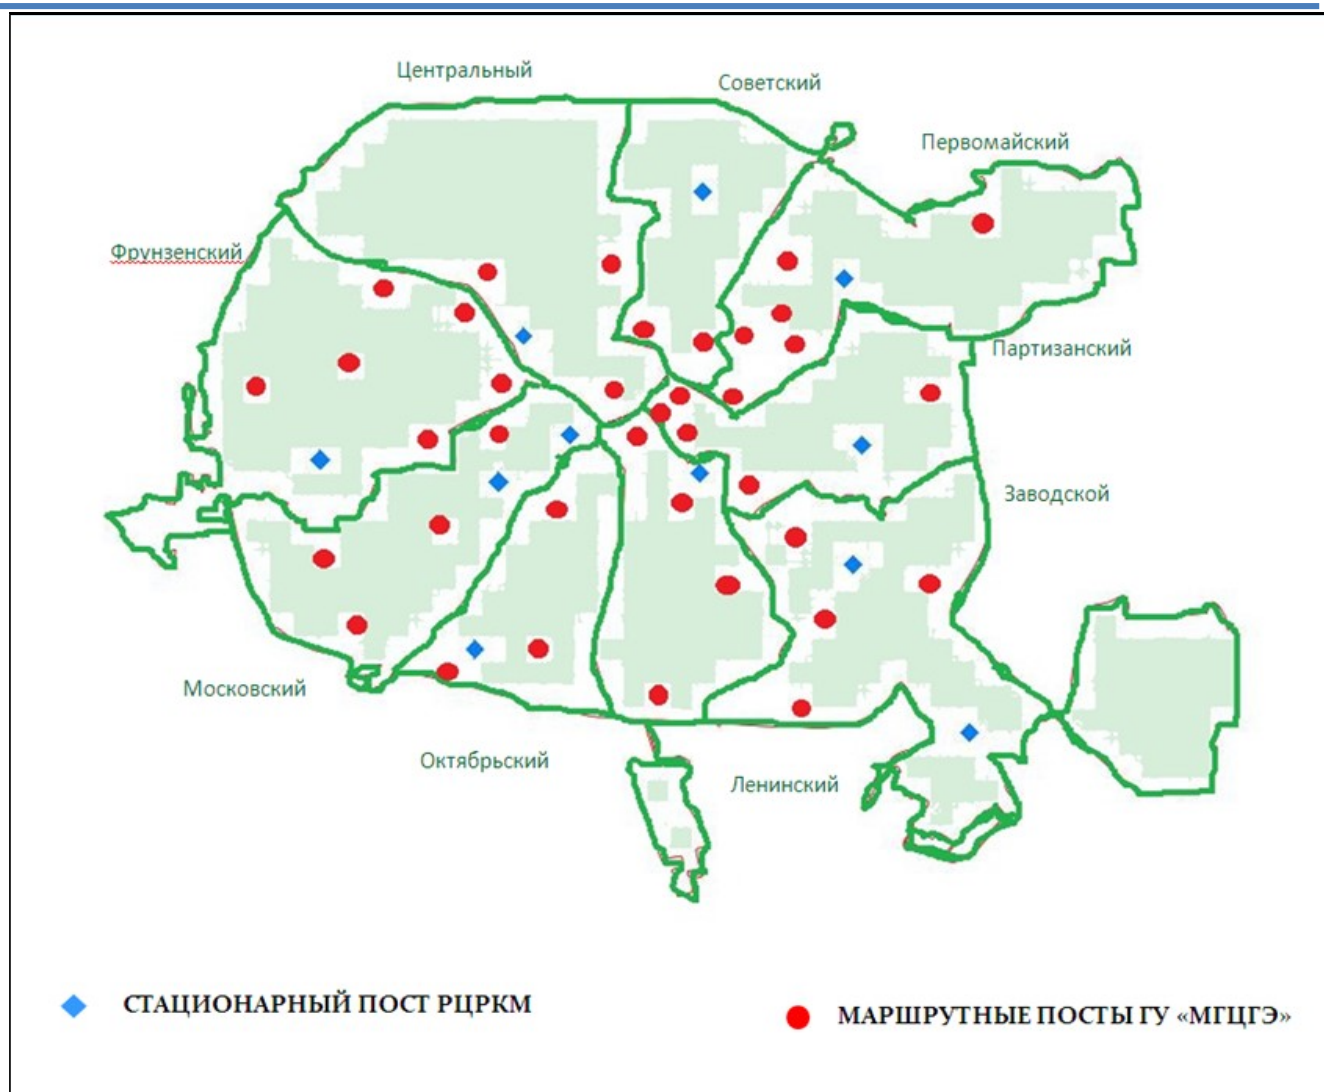 Центральный
Советский
Первомайский
Фрунзенский
Партизанский
Заводской
Московский
Октябрьский
Ленинский
СТАЦИОНАРНЫЙ ПОСТ РЦРКМ
МАРШРУТНЫЕ ПОСТЫ ГУ «МГЦГЭ»